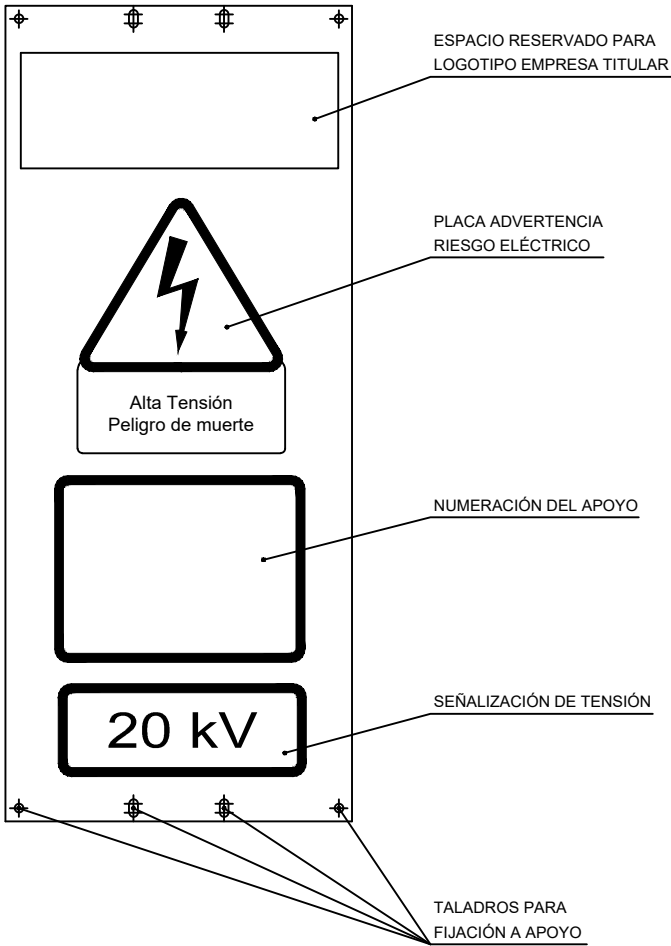 ESPACIO RESERVADO PARA
LOGOTIPO EMPRESA TITULAR
PLACA ADVERTENCIA
RIESGO ELÉCTRICO
Alta Tensión
Peligro de muerte
NUMERACIÓN DEL APOYO
SEÑALIZACIÓN DE TENSIÓN
20 kV
TALADROS PARA
FIJACIÓN A APOYO